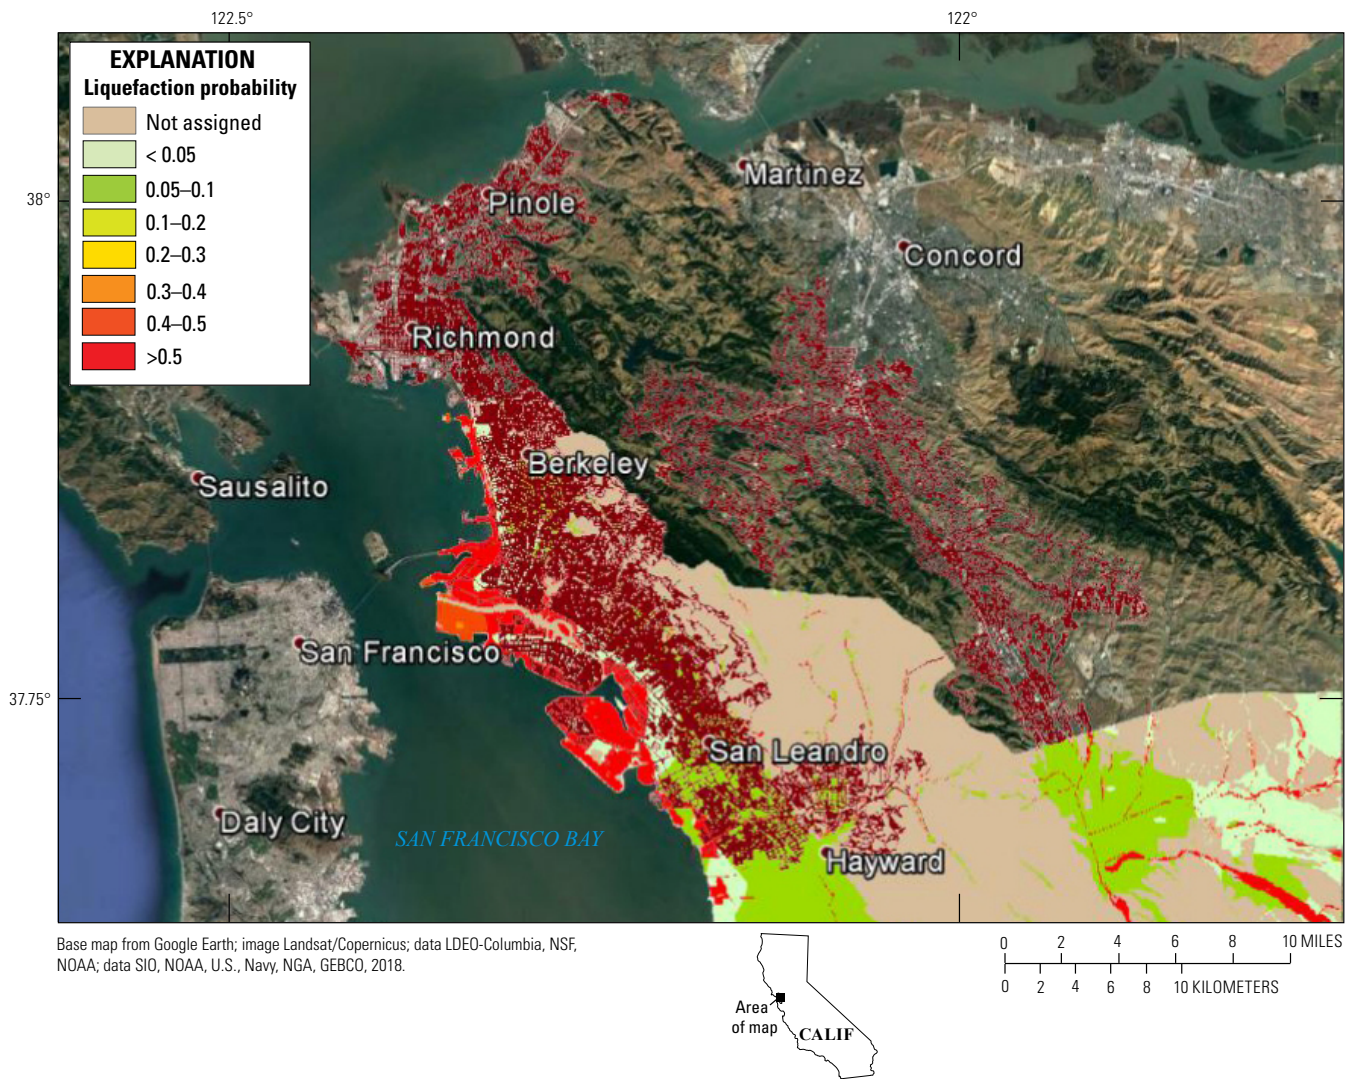 122.5°
122°
EXPLANATION
Liquefaction probability
Not assigned
< 0.05
0.05–0.1
0.1–0.2
0.2–0.3
0.3–0.4
0.4–0.5
>0.5
38°
Martinez
Pinole
Concord
Richmond
Berkeley
Sausalito
San Francisco
37.75°
San Leandro
Daly City
SAN FRANCISCO BAY
Hayward
Base map from Google Earth; image Landsat/Copernicus; data LDEO-Columbia, NSF,
NOAA; data SIO, NOAA, U.S., Navy, NGA, GEBCO, 2018.
0 2 4 6 8 10 MILES
0 2 4 6 8 10 KILOMETERS
Area
of map
CALIF